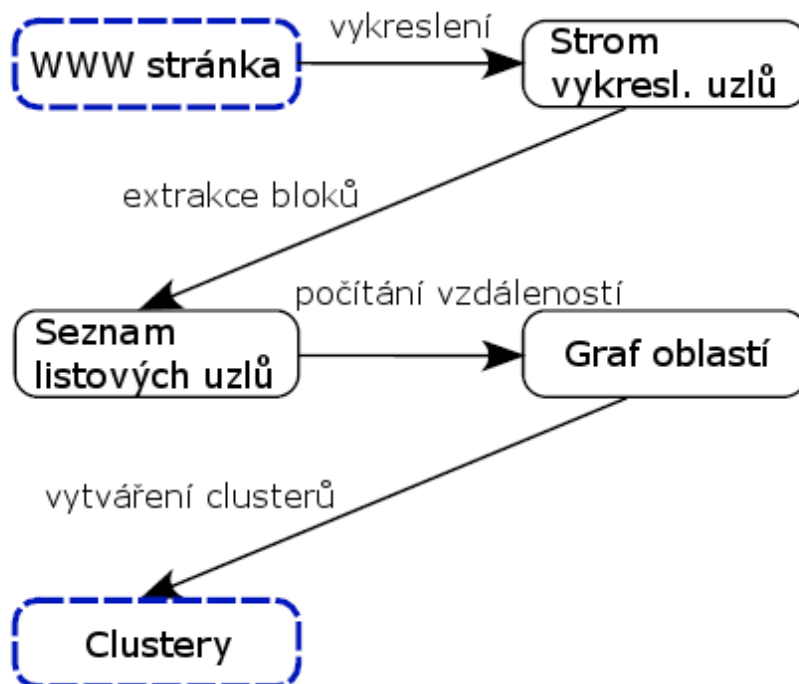 WWW stránka
vykreslení
Strom
vykresl. uzlů
extrakce bloků
počítání vzdáleností
Seznam
listových uzlů
Graf oblastí
vytváření clusterů
Clustery